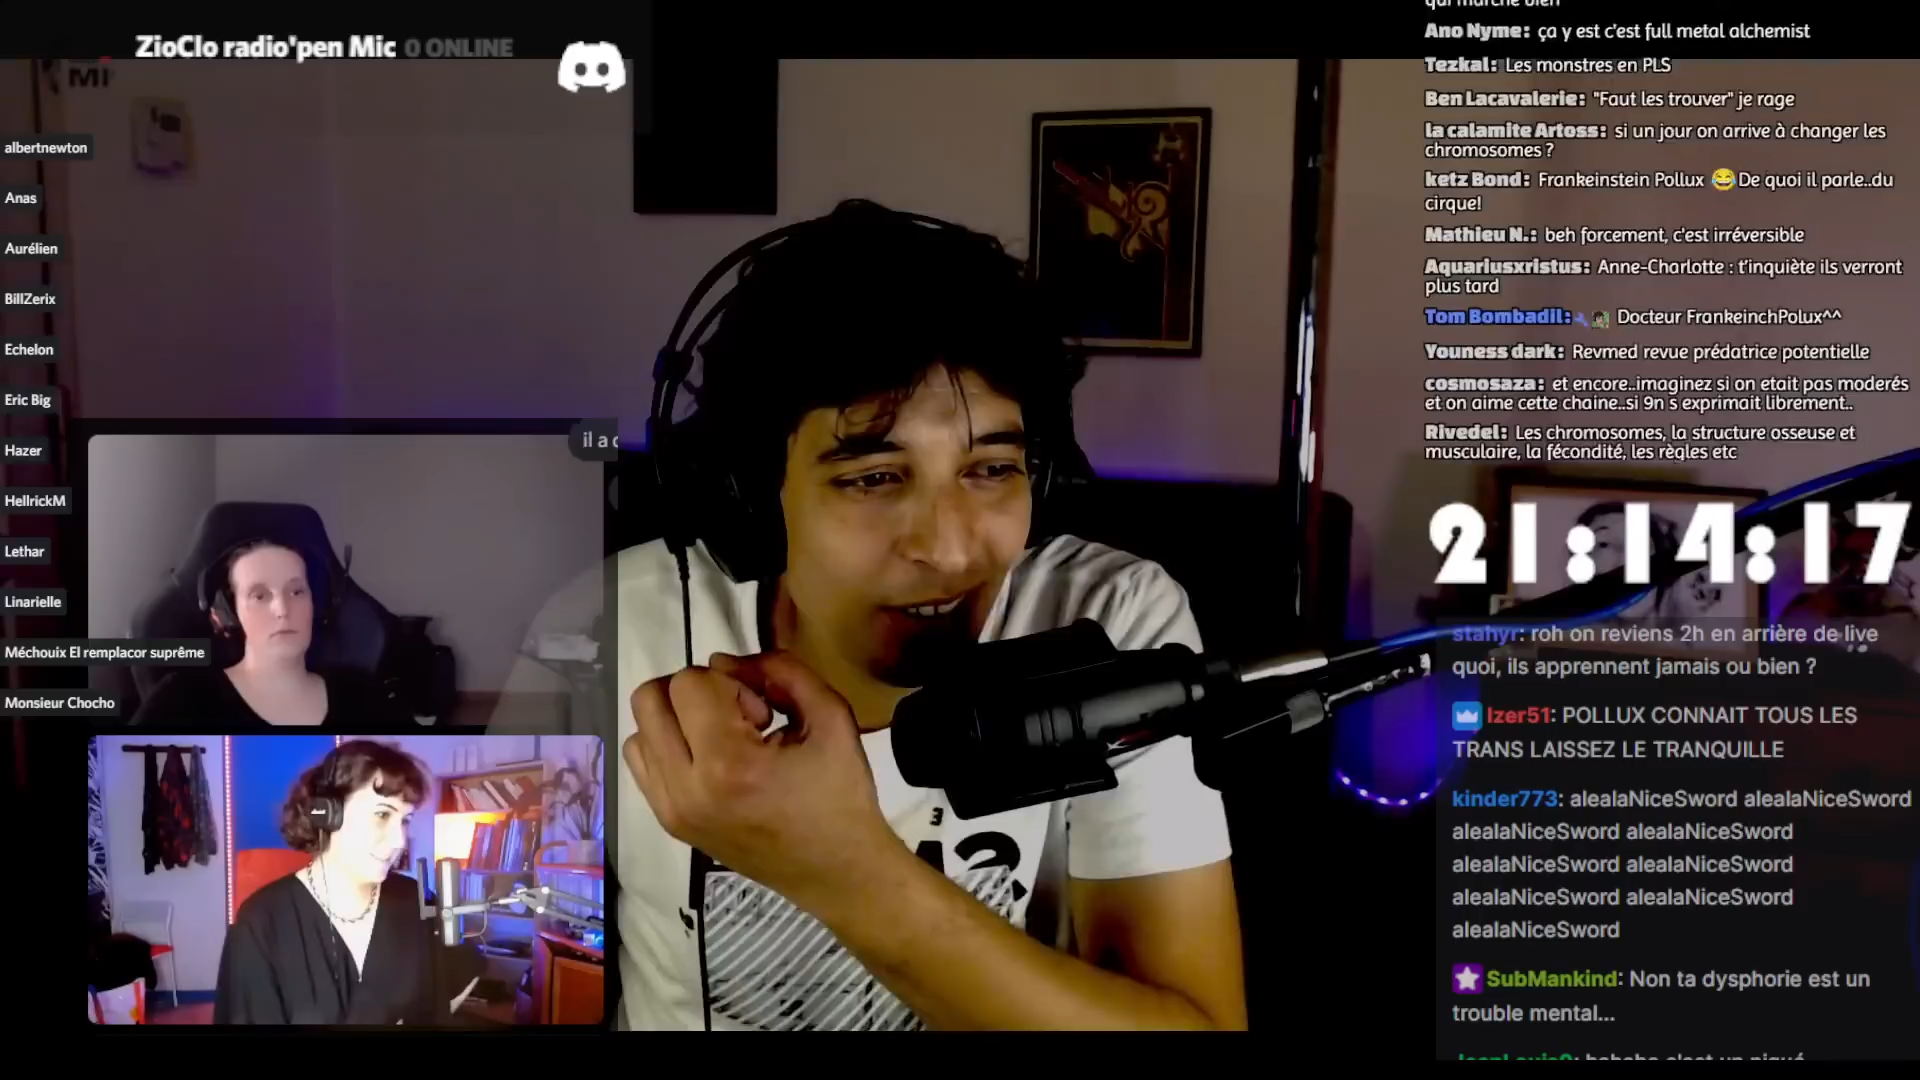 ZioClo radio'pen Mic 0 ONLINE
MI
albertnewton
Anas
Aurélien
BillZerix
Echelon
Eric Big
Hazer
HellrickM
Lethar
Linarielle
Méchouix El remplacor suprême
Monsieur Chocho
il a
qui marche bien
Ano Nyme: ça y est c'est full metal alchemist
Tezkal: Les monstres en PLS
Ben Lacavalerie: "Faut les trouver" je rage
la calamite Artoss: si un jour on arrive à changer les
chromosomes ?
ketz Bond: Frankeinstein Pollux 😂De quoi il parle..du
cirque!
Mathieu N.: beh forcement, c'est irréversible
Aquariusxristus: Anne-Charlotte : t'inquiète ils verront
plus tard
Tom Bombadil: Docteur FrankeinchPolux^^
Youness dark: Revmed revue prédatrice potentielle
cosmosaza: et encore..imaginez si on etait pas moderés
et on aime cette chaine..si 9n s exprimait librement..
Rivedel: Les chromosomes, la structure osseuse et
musculaire, la fécondité, les règles etc
21:14:17
stahyr: roh on reviens 2h en arrière de live
quoi, ils apprennent jamais ou bien ?
Izer51: POLLUX CONNAIT TOUS LES
TRANS LAISSEZ LE TRANQUILLE
kinder773: alealaNiceSword alealaNiceSword
alealaNiceSword alealaNiceSword
alealaNiceSword alealaNiceSword
alealaNiceSword alealaNiceSword
alealaNiceSword
SubMankind: Non ta dysphorie est un
trouble mental...